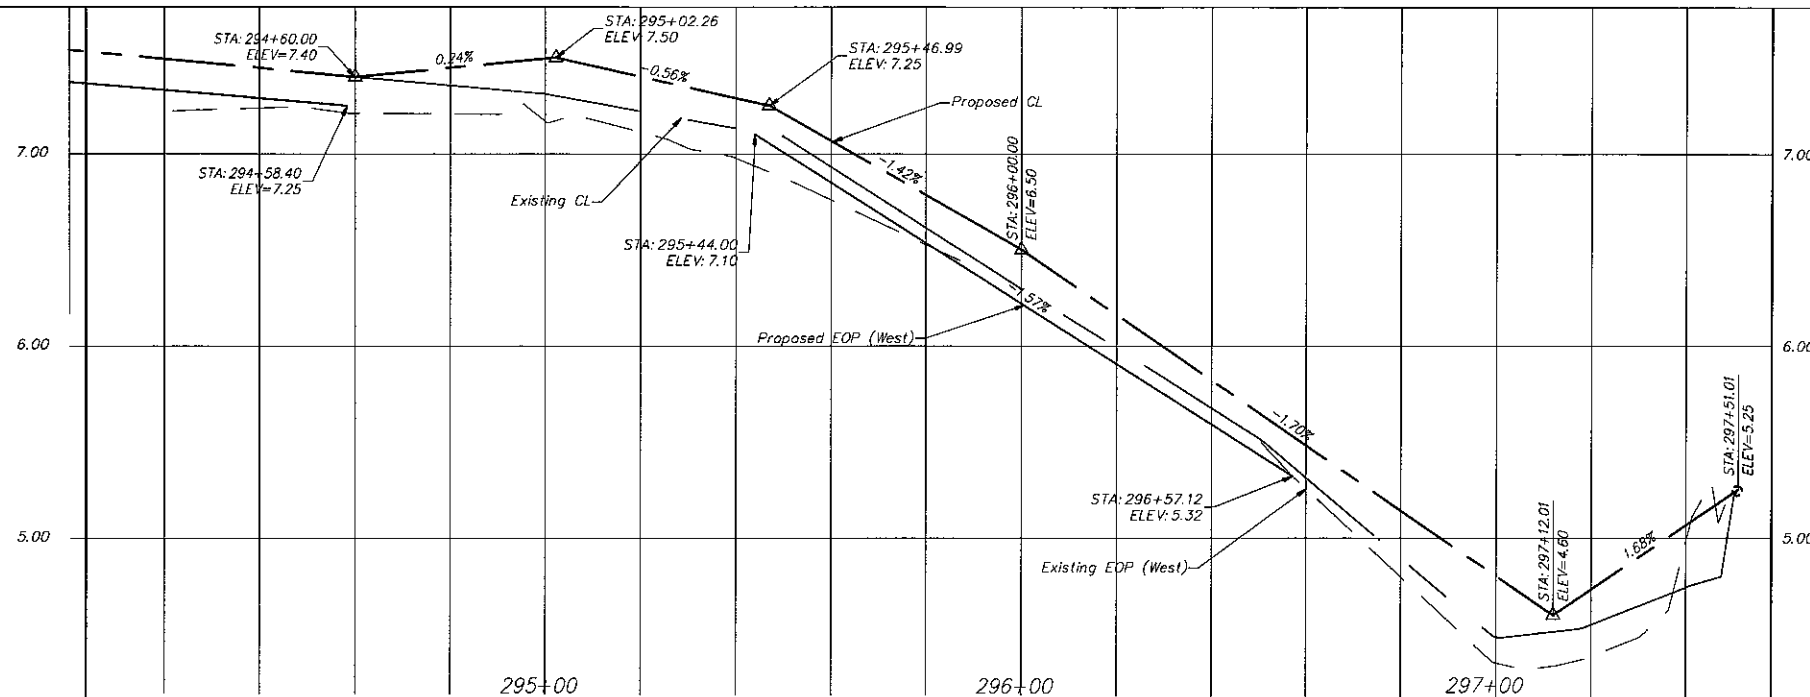 STA: 294+60.00
ELEV=7.40
0.24%
STA: 295+02.26
ELEV: 7.50
-0.56%
STA: 295+46.99
ELEV: 7.25
Proposed CL
-1.42%
STA: 296+00.00
ELEV=6.50
7.00
7.00
STA: 294+58.40
ELEV=7.25
Existing CL
STA: 295+44.00
ELEV: 7.10
-1.57%
Proposed EOP (West)
6.00
6.00
-1.70%
STA: 296+57.12
ELEV: 5.32
Existing EOP (West)
STA: 297+12.01
ELEV=4.60
1.68%
STA: 297+51.01
ELEV=5.25
5.00
5.00
295+00
296+00
297+00